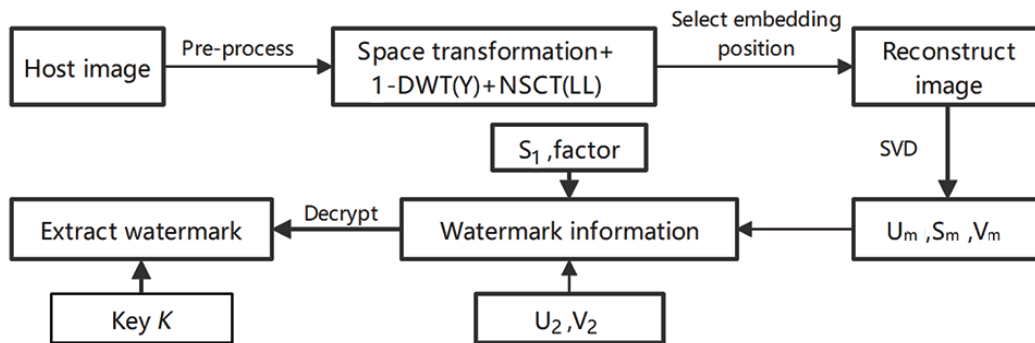 Host image
Pre-process
Space transformation+
1-DWT(Y)+NSCT(LL)
Select embedding
position
Reconstruct
image
SVD
S₁ ,factor
Extract watermark
Decrypt
Watermark information
Uₘ ,Sₘ ,Vₘ
Key K
U₂ ,V₂